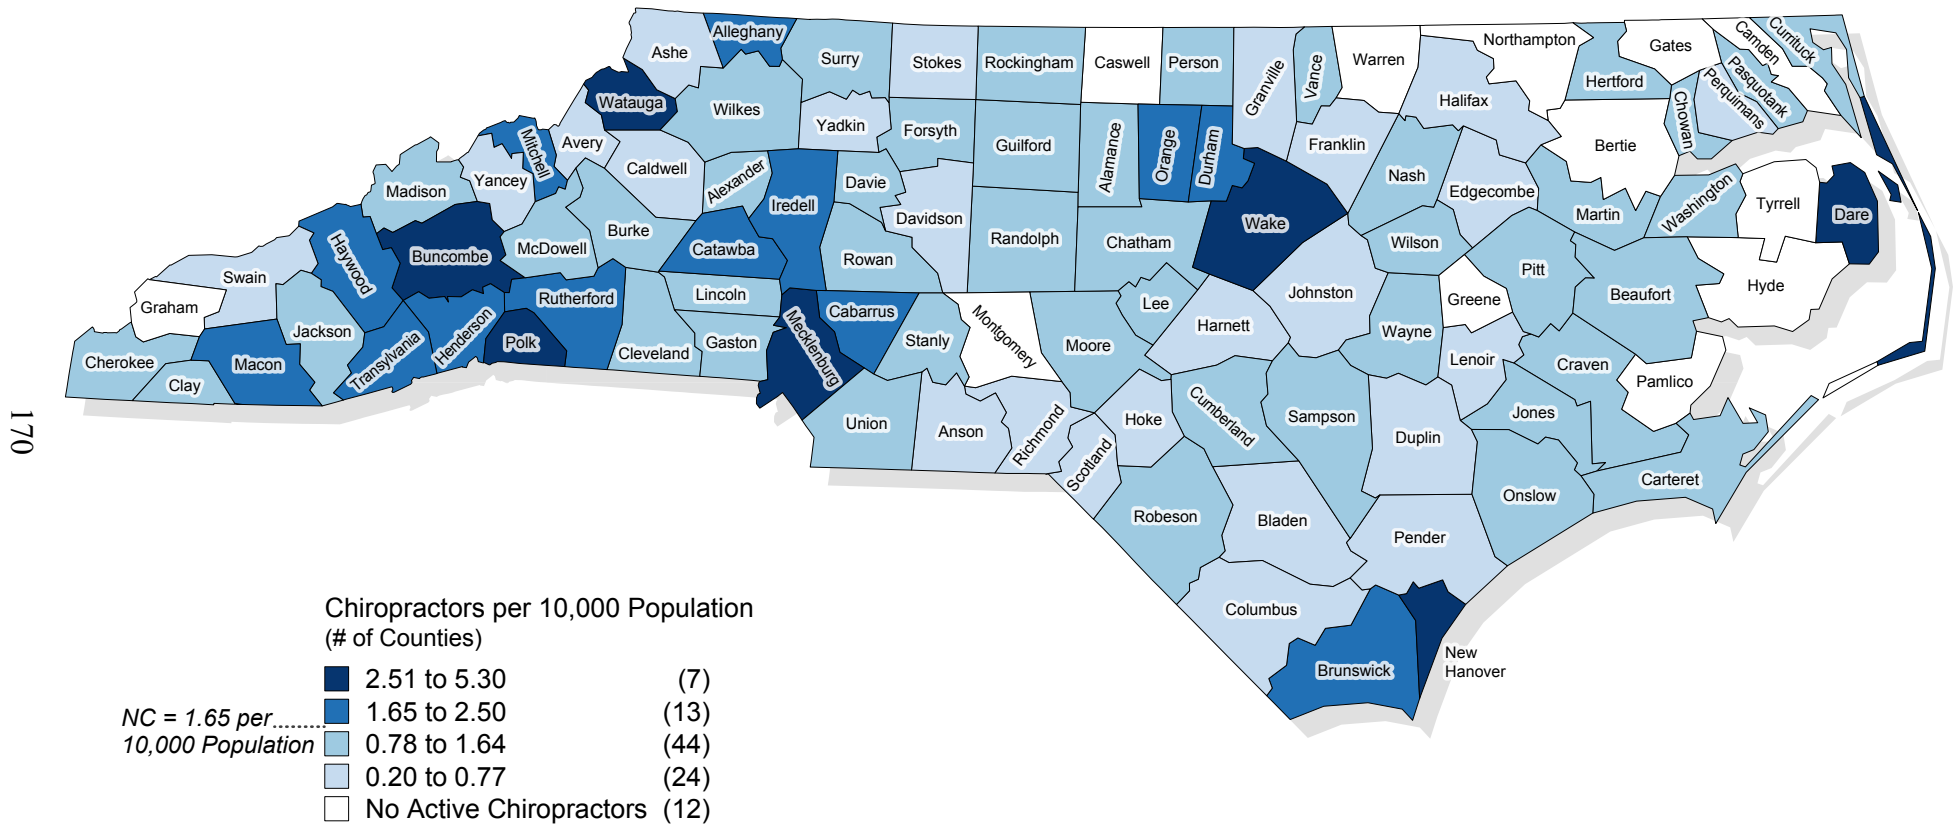 Alleghany
Ashe
Surry
Stokes
Rockingham
Caswell
Person
Granville
Vance
Warren
Northampton
Gates
Camden
Currituck
Pasquotank
Perquimans
Chowan
Hertford
Halifax
Bertie
Watauga
Wilkes
Yadkin
Forsyth
Guilford
Alamance
Orange
Durham
Franklin
Nash
Edgecombe
Martin
Washington
Tyrrell
Dare
Mitchell
Avery
Caldwell
Alexander
Iredell
Davie
Davidson
Randolph
Chatham
Wake
Wilson
Pitt
Beaufort
Hyde
Madison
Yancey
McDowell
Burke
Catawba
Rowan
Haywood
Buncombe
Swain
Graham
Rutherford
Lincoln
Cabarrus
Lee
Harnett
Johnston
Wayne
Greene
Lenoir
Craven
Pamlico
Cherokee
Clay
Macon
Jackson
Transylvania
Henderson
Polk
Cleveland
Gaston
Mecklenburg
Stanly
Montgomery
Moore
Union
Anson
Richmond
Scotland
Hoke
Cumberland
Sampson
Duplin
Jones
Onslow
Carteret
Robeson
Bladen
Pender
Columbus
Brunswick
New
Hanover
170
Chiropractors per 10,000 Population
(# of Counties)
2.51 to 5.30 (7)
1.65 to 2.50 (13)
0.78 to 1.64 (44)
0.20 to 0.77 (24)
No Active Chiropractors (12)
NC = 1.65 per
10,000 Population